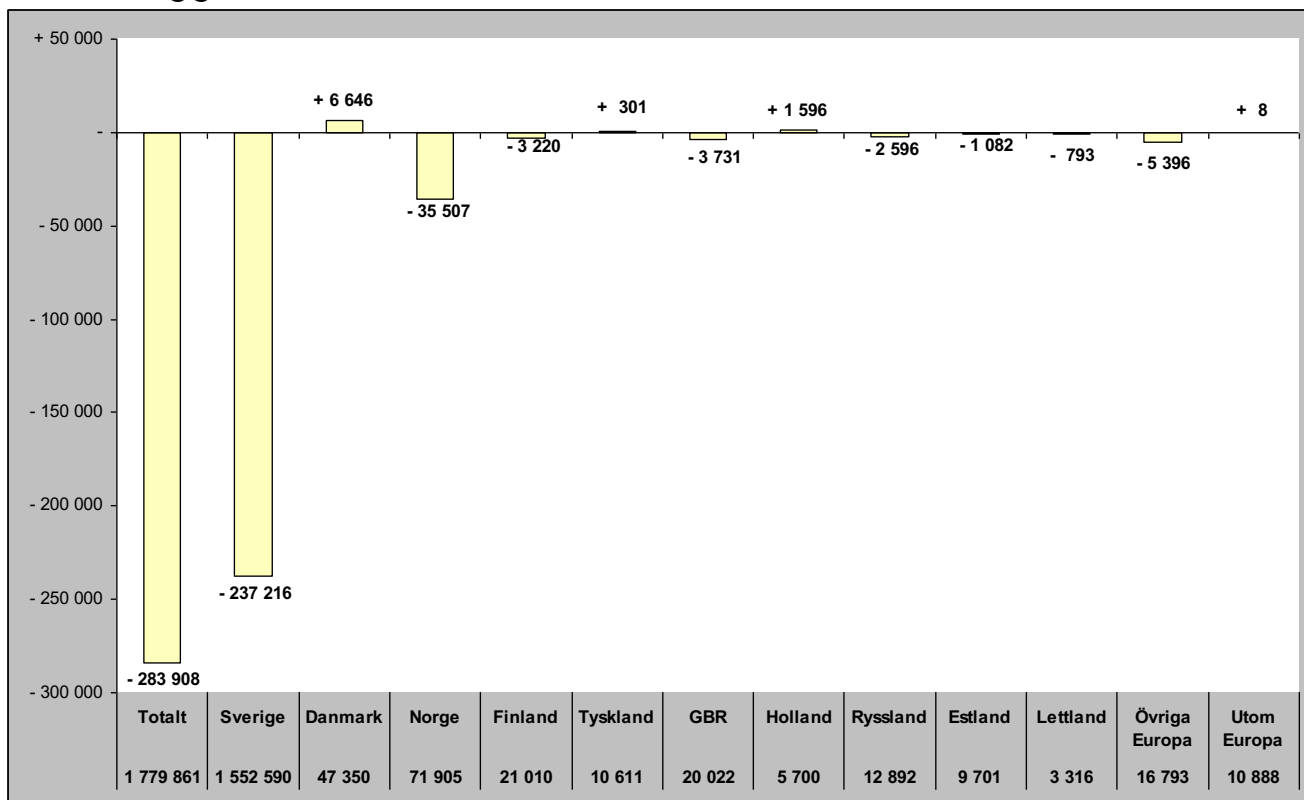 + 50 000
-
- 50 000
- 100 000
- 150 000
- 200 000
- 250 000
- 300 000
+ 6 646
+ 301
+ 1 596
+ 8
- 3 220
- 3 731
- 2 596
- 1 082
- 793
- 5 396
- 35 507
- 237 216
- 283 908
Totalt Sverige Danmark Norge Finland Tyskland GBR Holland Ryssland Estland Lettland Övriga Utom
Europa Europa
1 779 861 1 552 590 47 350 71 905 21 010 10 611 20 022 5 700 12 892 9 701 3 316 16 793 10 888